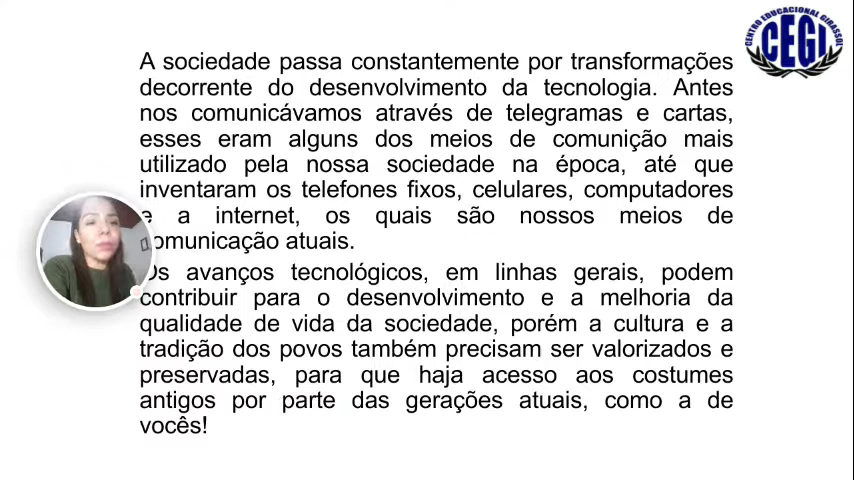 CENTRO EDUCACIONAL GIRASSOL
CEGI
A sociedade passa constantemente por transformações
decorrente do desenvolvimento da tecnologia. Antes
nos comunicávamos através de telegramas e cartas,
esses eram alguns dos meios de comunição mais
utilizado pela nossa sociedade na época, até que
inventaram os telefones fixos, celulares, computadores
e a internet, os quais são nossos meios de
comunicação atuais.
Os avanços tecnológicos, em linhas gerais, podem
contribuir para o desenvolvimento e a melhoria da
qualidade de vida da sociedade, porém a cultura e a
tradição dos povos também precisam ser valorizados e
preservadas, para que haja acesso aos costumes
antigos por parte das gerações atuais, como a de
vocês!